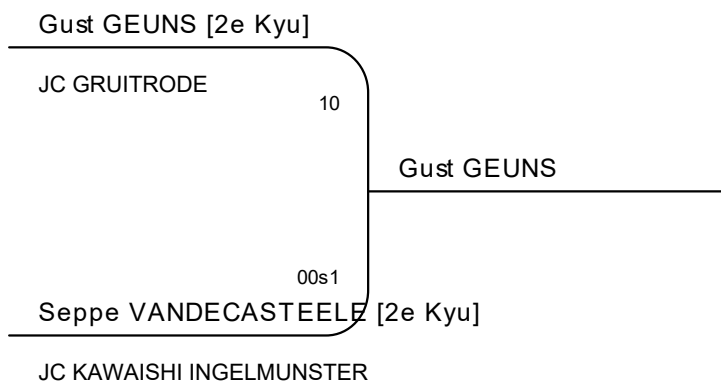 Gust GEUNS [2e Kyu]
JC GRUITRODE
10
Gust GEUNS
00s1
Seppe VANDECASTEELE [2e Kyu]
JC KAWAISHI INGELMUNSTER